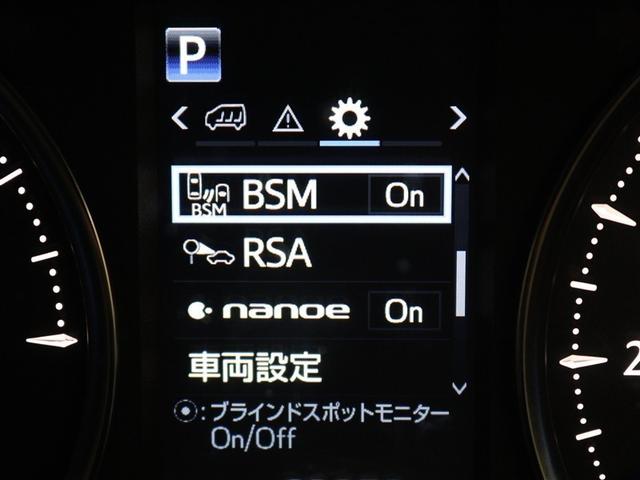 P
BSM
BSM On
RSA
nanoe On
車両設定
:ブラインドスポットモニター
On/Off
2